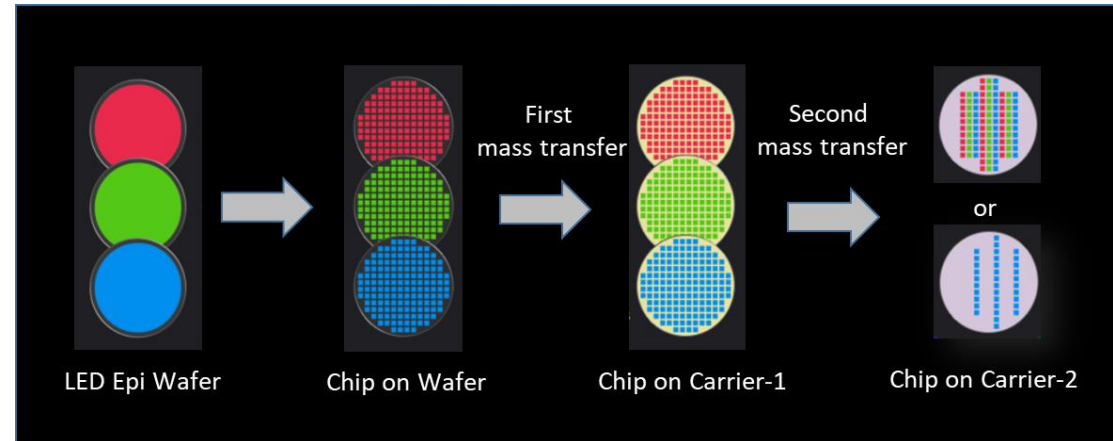 First
mass transfer
Second
mass transfer
or
LED Epi Wafer
Chip on Wafer
Chip on Carrier-1
Chip on Carrier-2